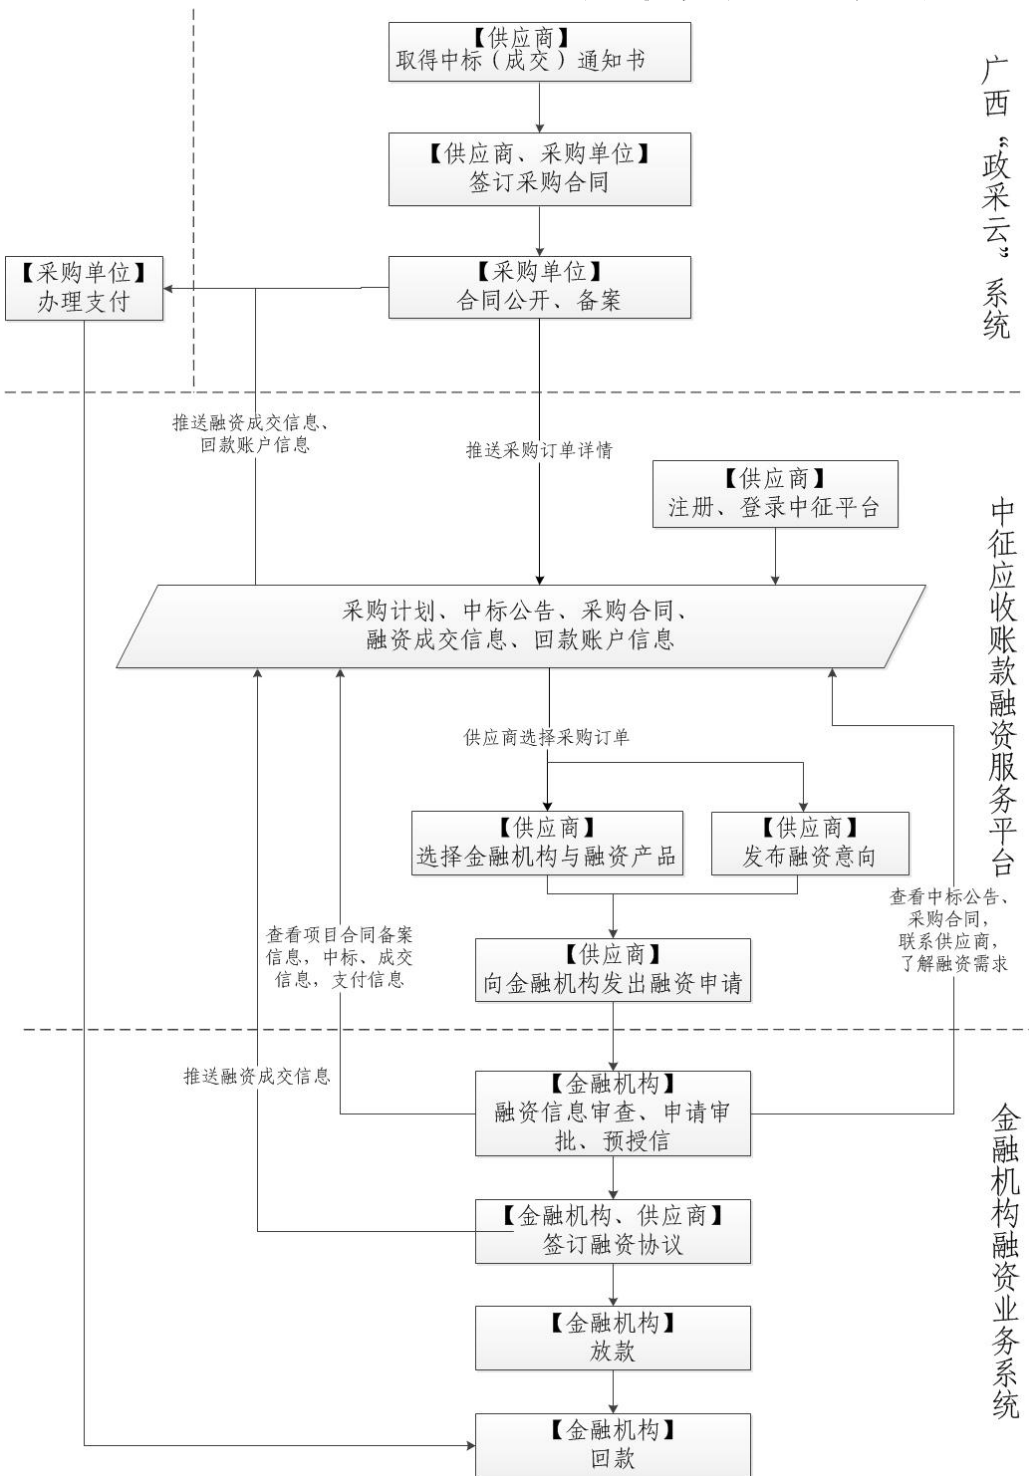 【供应商】
取得中标（成交）通知书
【供应商、采购单位】
签订采购合同
【采购单位】
合同公开、备案
【采购单位】
办理支付
广西“政采云”系统
推送融资成交信息、
回款账户信息
推送采购订单详情
【供应商】
注册、登录中征平台
采购计划、中标公告、采购合同、
融资成交信息、回款账户信息
中征应收账款融资服务平台
供应商选择采购订单
【供应商】
选择金融机构与融资产品
【供应商】
发布融资意向
查看项目合同备案
信息，中标、成交
信息，支付信息
【供应商】
向金融机构发出融资申请
查看中标公告、
采购合同，
联系供应商，
了解融资需求
推送融资成交信息
【金融机构】
融资信息审查、申请审
批、预授信
【金融机构、供应商】
签订融资协议
【金融机构】
放款
【金融机构】
回款
金融机构融资业务系统